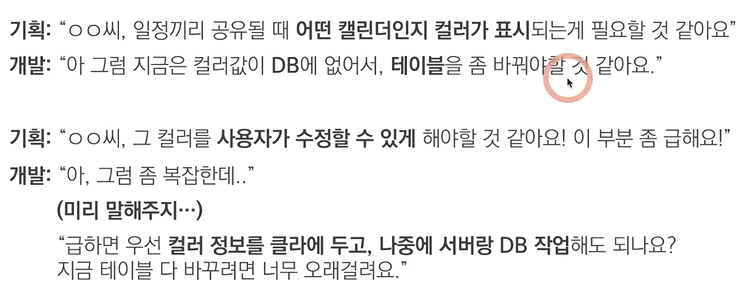 기획: “ㅇㅇ씨, 일정끼리 공유될 때 어떤 캘린더인지 컬러가 표시되는게 필요할 것 같아요”
개발: “아 그럼 지금은 컬러값이 DB에 없어서, 테이블을 좀 바꿔야할 것 같아요.”
기획: “ㅇㅇ씨, 그 컬러를 사용자가 수정할 수 있게 해야할 것 같아요! 이 부분 좀 급해요!”
개발: “아, 그럼 좀 복잡한데..”
(미리 말해주지…)
“급하면 우선 컬러 정보를 클라에 두고, 나중에 서버랑 DB 작업해도 되나요?
지금 테이블 다 바꾸려면 너무 오래걸려요.”